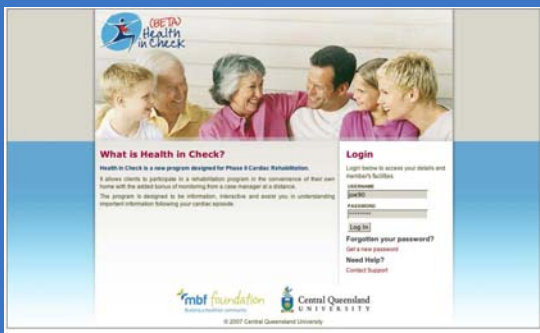 (BETA)
Health
in Check
What is Health in Check?
Health in Check is a new program designed for Phase II Cardiac Rehabilitation.
It allows clients to participate in a rehabilitation program in the convenience of their own
home with the added bonus of monitoring from a case manager at a distance.
The program is designed to be information, interactive and assist you in understanding
important information following your cardiac episode.
Login
Login below to access your details and
member's facilities.
USERNAME
joe90
PASSWORD
Log In
Forgotten your password?
Get a new password
Need Help?
Contact Support
mbf foundation
Building a healthier community
Central Queensland
UNIVERSITY
© 2007 Central Queensland University